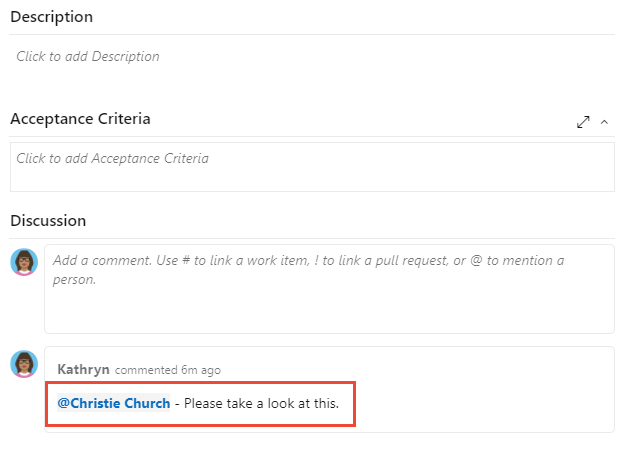 Description
Click to add Description
Acceptance Criteria
Click to add Acceptance Criteria
Discussion
Add a comment. Use # to link a work item, ! to link a pull request, or @ to mention a
person.
Kathryn commented 6m ago
@Christie Church - Please take a look at this.